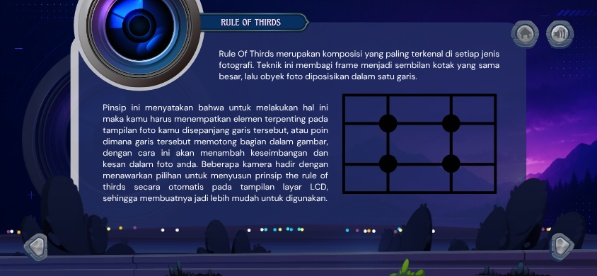 RULE OF THIRDS
Rule Of Thirds merupakan komposisi yang paling terkenal di setiap jenis
fotografi. Teknik ini membagi frame menjadi sembilan kotak yang sama
besar, lalu obyek foto diposisikan dalam satu garis.
Pinsip ini menyatakan bahwa untuk melakukan hal ini
maka kamu harus menempatkan elemen terpenting pada
tampilan foto kamu disepanjang garis tersebut, atau poin
dimana garis tersebut memotong bagian dalam gambar,
dengan cara ini akan menambah keseimbangan dan
kesan dalam foto anda. Beberapa kamera hadir dengan
menawarkan pilihan untuk menyusun prinsip the rule of
thirds secara otomatis pada tampilan layar LCD,
sehingga membuatnya jadi lebih mudah untuk digunakan.